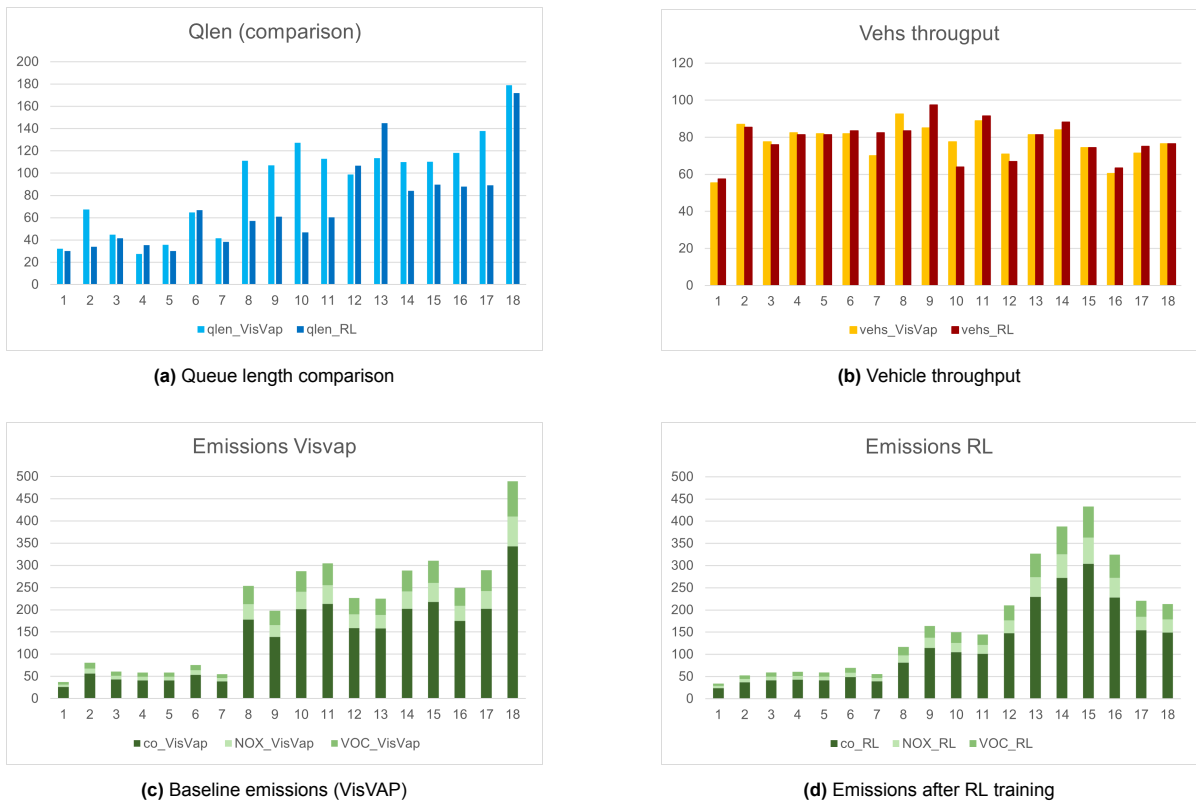 Qlen (comparison)
200
180
160
140
120
100
80
60
40
20
0
1 2 3 4 5 6 7 8 9 10 11 12 13 14 15 16 17 18
qlen_VisVap qlen_RL
(a) Queue length comparison
Vehs througput
120
100
80
60
40
20
0
1 2 3 4 5 6 7 8 9 10 11 12 13 14 15 16 17 18
vehs_VisVap vehs_RL
(b) Vehicle throughput
Emissions Visvap
500
450
400
350
300
250
200
150
100
50
0
1 2 3 4 5 6 7 8 9 10 11 12 13 14 15 16 17 18
co_VisVap NOX_VisVap VOC_VisVap
(c) Baseline emissions (VisVAP)
Emissions RL
500
450
400
350
300
250
200
150
100
50
0
1 2 3 4 5 6 7 8 9 10 11 12 13 14 15 16 17 18
co_RL NOX_RL VOC_RL
(d) Emissions after RL training